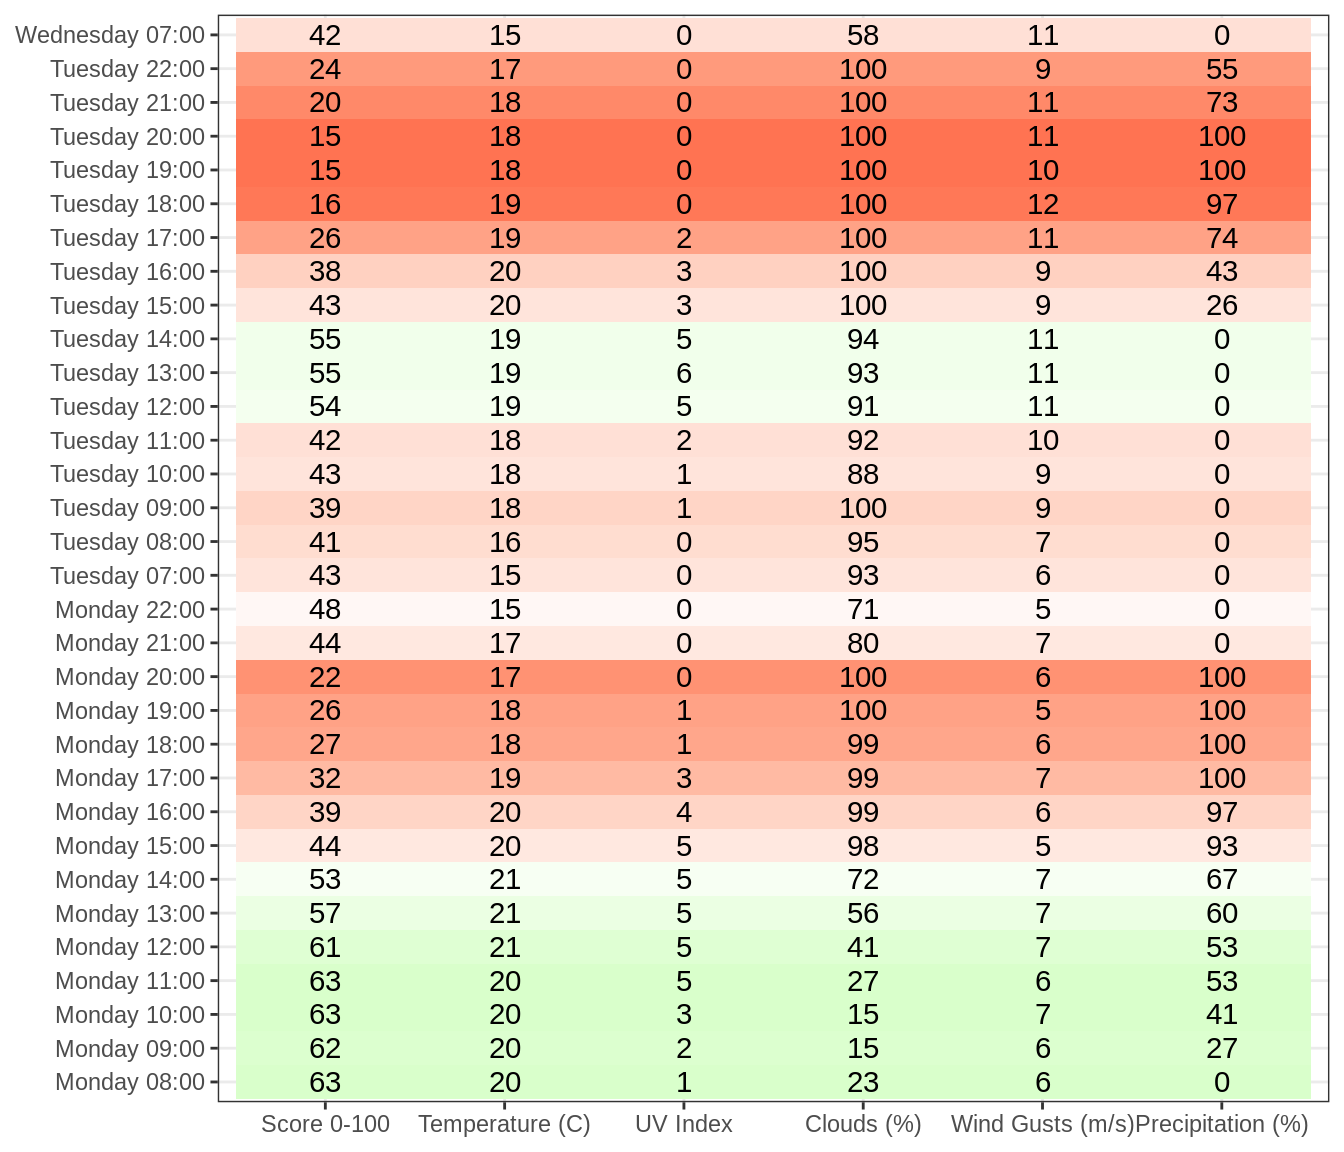 Wednesday 07:00 42 15 0 58 11 0
Tuesday 22:00 24 17 0 100 9 55
Tuesday 21:00 20 18 0 100 11 73
Tuesday 20:00 15 18 0 100 11 100
Tuesday 19:00 15 18 0 100 10 100
Tuesday 18:00 16 19 0 100 12 97
Tuesday 17:00 26 19 2 100 11 74
Tuesday 16:00 38 20 3 100 9 43
Tuesday 15:00 43 20 3 100 9 26
Tuesday 14:00 55 19 5 94 11 0
Tuesday 13:00 55 19 6 93 11 0
Tuesday 12:00 54 19 5 91 11 0
Tuesday 11:00 42 18 2 92 10 0
Tuesday 10:00 43 18 1 88 9 0
Tuesday 09:00 39 18 1 100 9 0
Tuesday 08:00 41 16 0 95 7 0
Tuesday 07:00 43 15 0 93 6 0
Monday 22:00 48 15 0 71 5 0
Monday 21:00 44 17 0 80 7 0
Monday 20:00 22 17 0 100 6 100
Monday 19:00 26 18 1 100 5 100
Monday 18:00 27 18 1 99 6 100
Monday 17:00 32 19 3 99 7 100
Monday 16:00 39 20 4 99 6 97
Monday 15:00 44 20 5 98 5 93
Monday 14:00 53 21 5 72 7 67
Monday 13:00 57 21 5 56 7 60
Monday 12:00 61 21 5 41 7 53
Monday 11:00 63 20 5 27 6 53
Monday 10:00 63 20 3 15 7 41
Monday 09:00 62 20 2 15 6 27
Monday 08:00 63 20 1 23 6 0
Score 0-100 Temperature (C) UV Index Clouds (%) Wind Gusts (m/s) Precipitation (%)